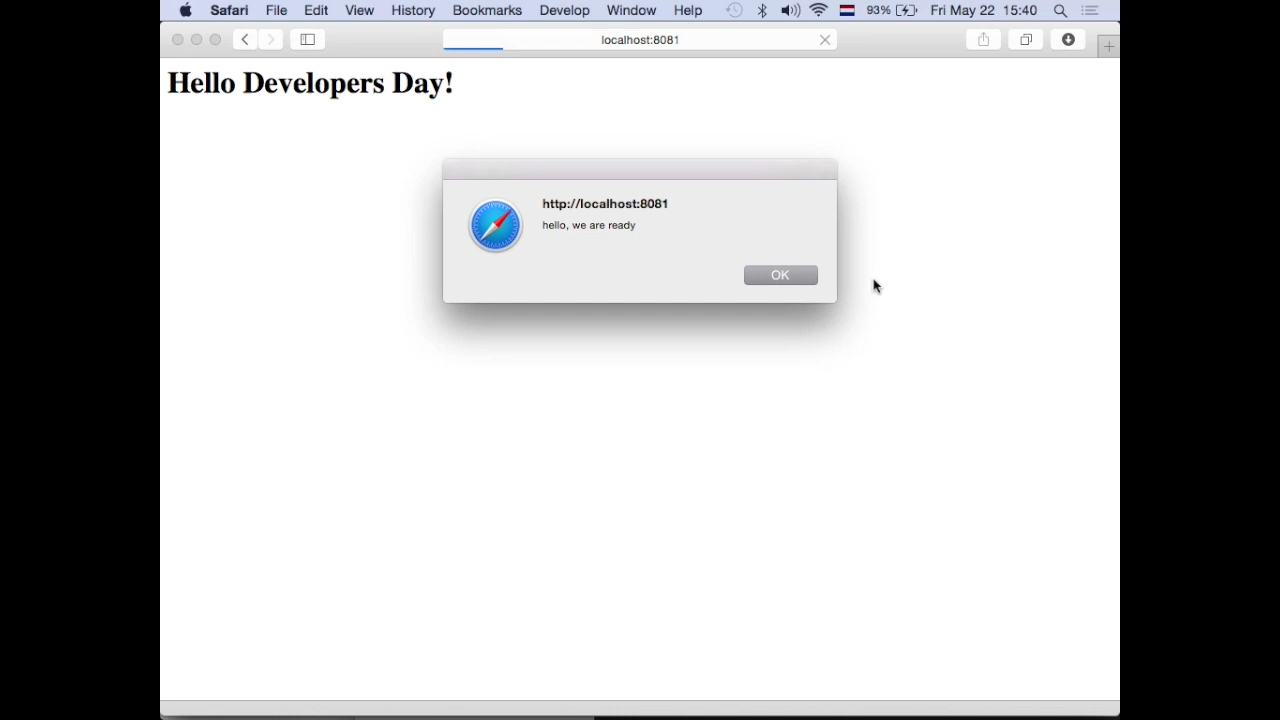 Safari File Edit View History Bookmarks Develop Window Help 93% Fri May 22 15:40
localhost:8081
Hello Developers Day!
http://localhost:8081
hello, we are ready
OK